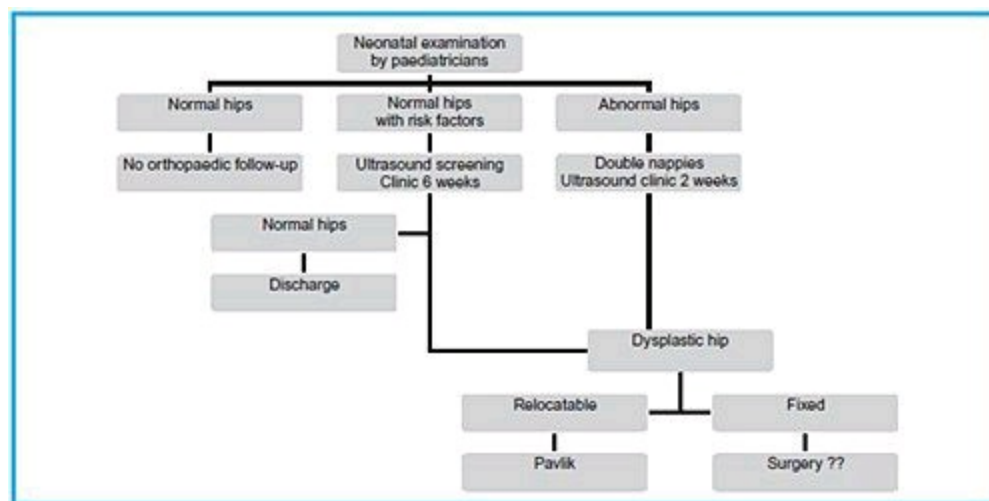 Neonatal examination
by paediatricians
Normal hips
Normal hips
with risk factors
Abnormal hips
No orthopaedic follow-up
Ultrasound screening
Clinic 6 weeks
Double nappies
Ultrasound clinic 2 weeks
Normal hips
Discharge
Dysplastic hip
Relocatable
Fixed
Pavlik
Surgery ??